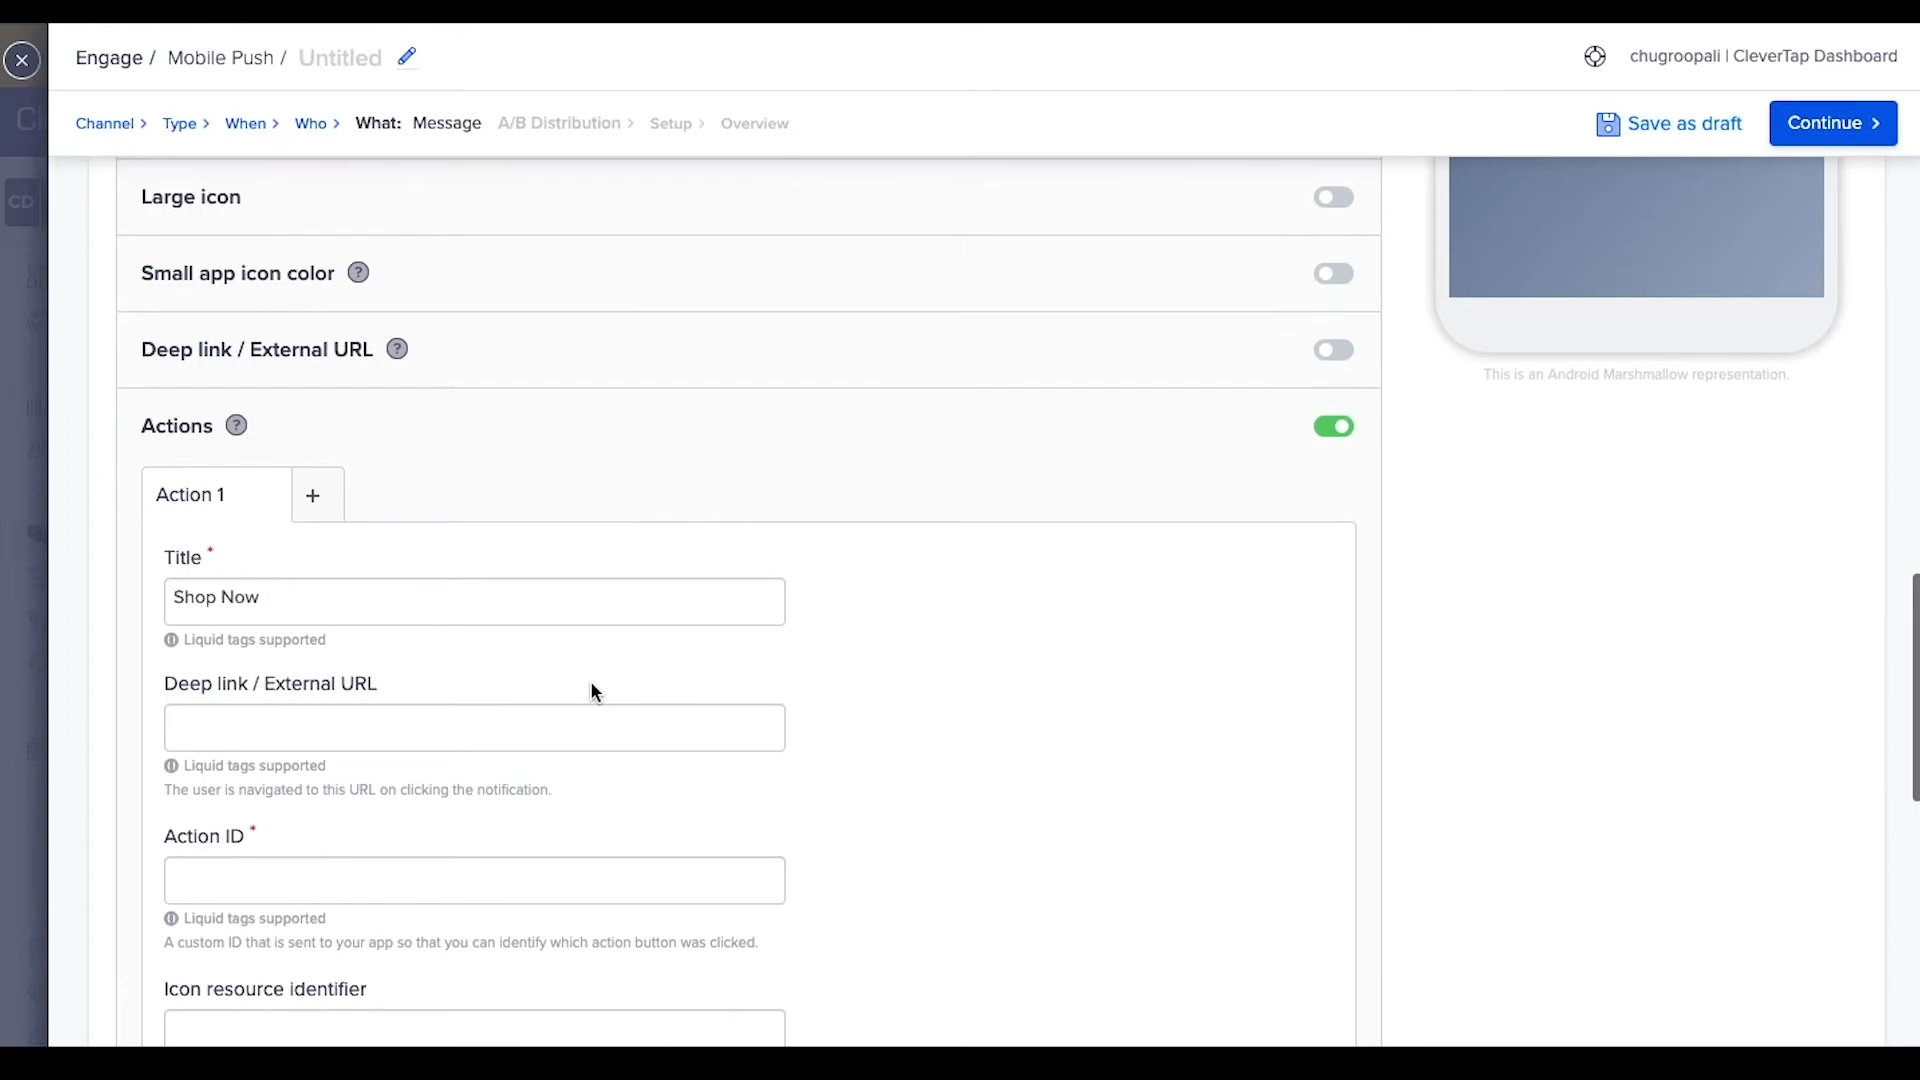 Engage / Mobile Push / Untitled
chugroopali | CleverTap Dashboard
Channel > Type > When > Who > What: Message A/B Distribution > Setup > Overview
Save as draft
Continue >
CD
Large icon
Small app icon color ?
Deep link / External URL ?
This is an Android Marshmallow representation.
Actions ?
Action 1 +
Title *
Shop Now
Liquid tags supported
Deep link / External URL
Liquid tags supported
The user is navigated to this URL on clicking the notification.
Action ID *
Liquid tags supported
A custom ID that is sent to your app so that you can identify which action button was clicked.
Icon resource identifier